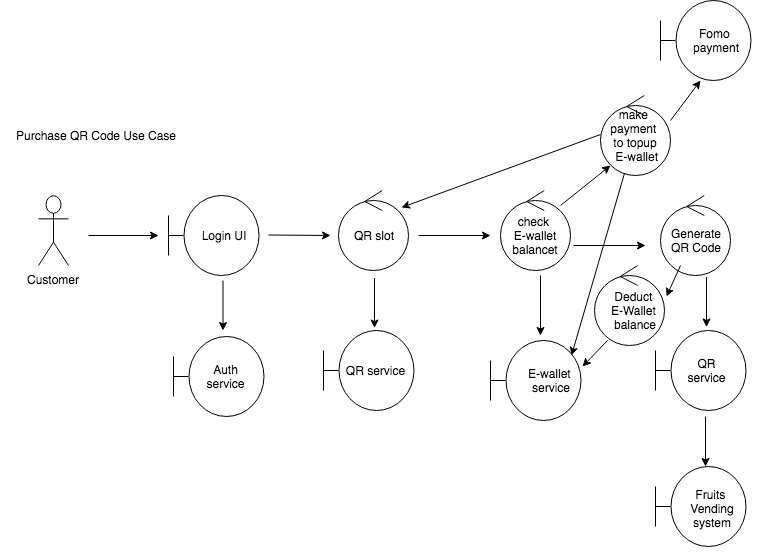 Fomo
payment
make
payment
to topup
E-wallet
Purchase QR Code Use Case
Customer
Login UI
QR slot
check
E-wallet
balancet
Generate
QR Code
Deduct
E-Wallet
balance
Auth
service
QR service
E-wallet
service
QR
service
Fruits
Vending
system